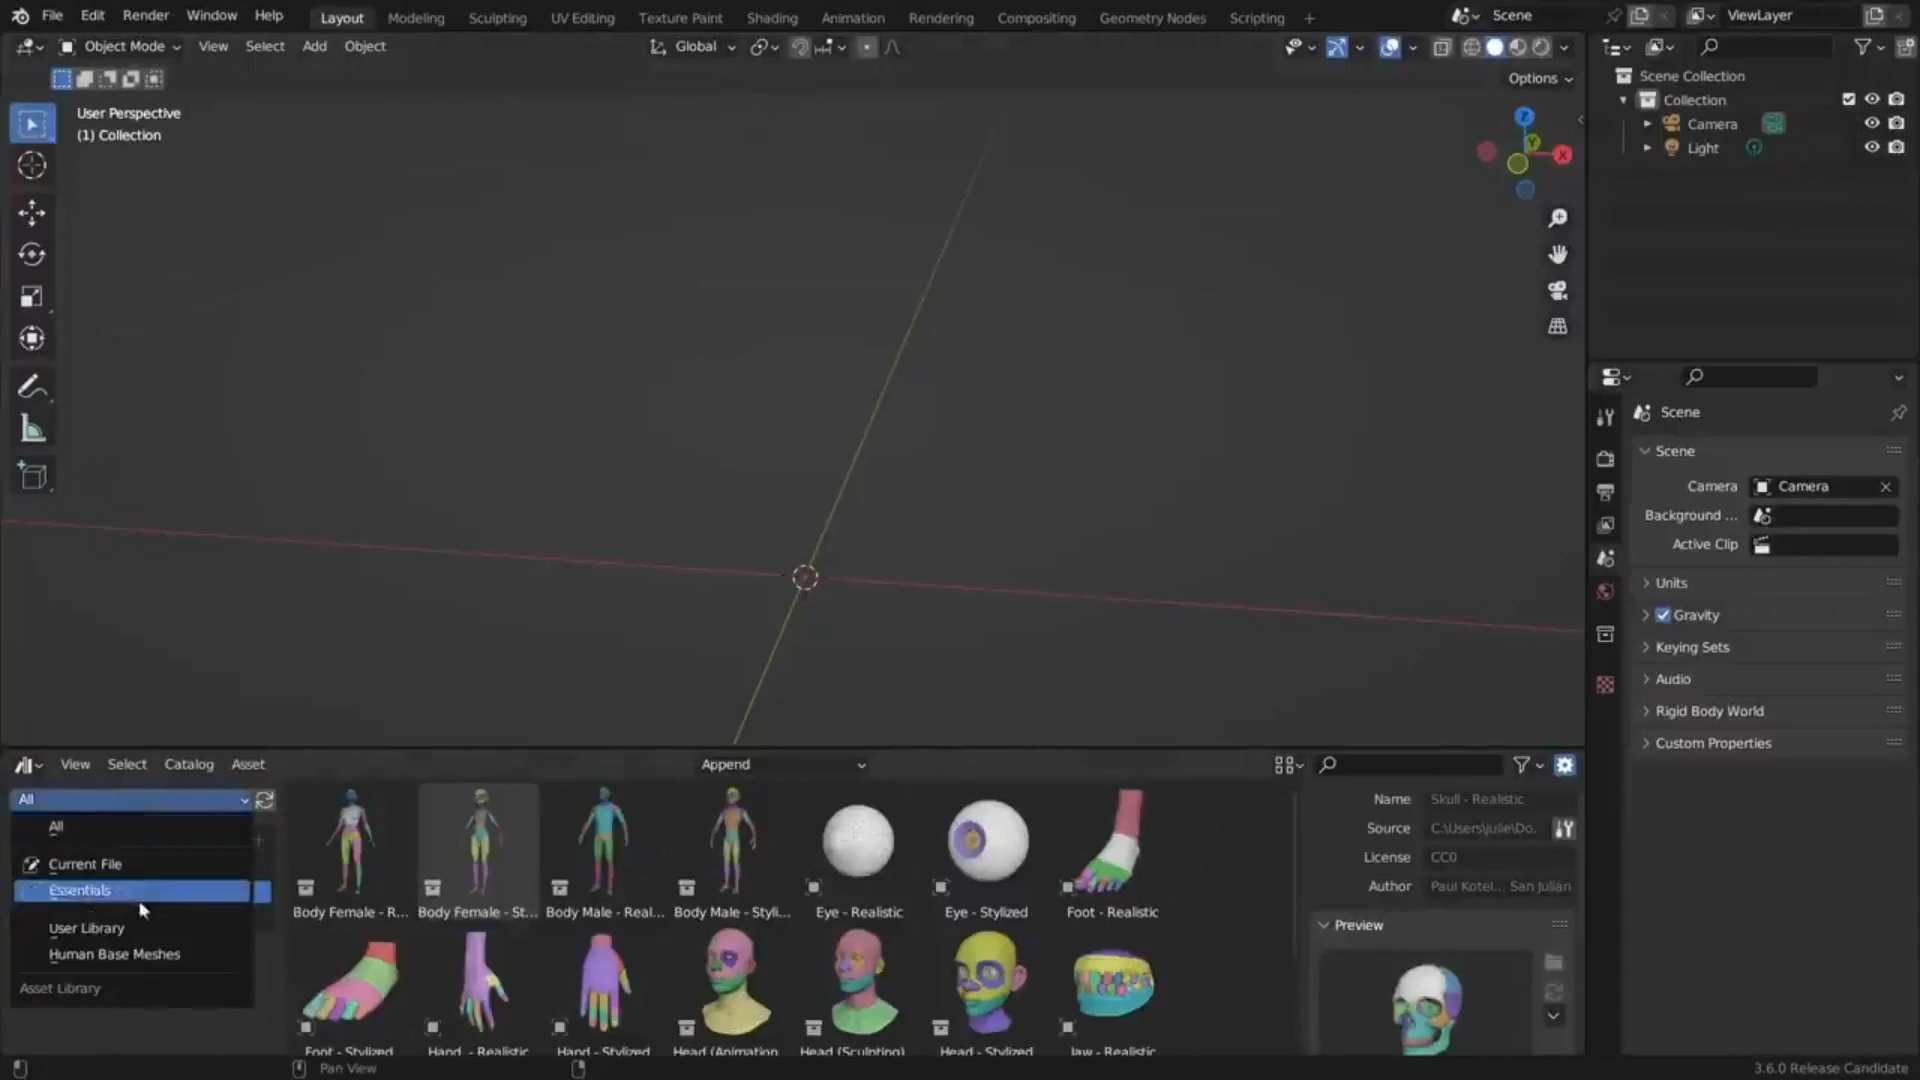 File Edit Render Window Help Layout Modeling Sculpting UV Editing Texture Paint Shading Animation Rendering Compositing Geometry Nodes Scripting + Scene ViewLayer
Object Mode View Select Add Object Global
Options
User Perspective
(1) Collection
Z
Y
X
Scene Collection
Collection
Camera
Light
Scene
Scene
Camera Camera
Background ...
Active Clip
Units
Gravity
Keying Sets
Audio
Rigid Body World
Custom Properties
View Select Catalog Asset Append
All
All
Current File
Essentials
User Library
Human Base Meshes
Asset Library
Body Female - R... Body Female - St... Body Male - Real... Body Male - Styli... Eye - Realistic Eye - Stylized Foot - Realistic
Foot - Stylized Hand - Realistic Hand - Stylized Head (Animation Head (Sculpting) Head - Stylized Jaw - Realistic
Name Skull - Realistic
Source C:\Users\julie\Do.
License CC0
Author Paul Kotel... San Julián
Preview
Pan View
3.6.0 Release Candidate